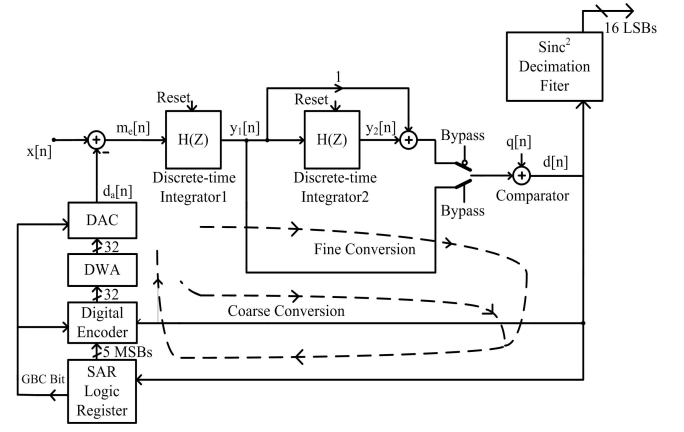 16 LSBs
Sinc2
Decimation
Fiter
1
Reset
Reset
x[n]
me[n]
H(Z)
y1[n]
H(Z)
y2[n]
Bypass
q[n]
d[n]
Discrete-time
Integrator1
Discrete-time
Integrator2
Bypass
Comparator
da[n]
DAC
32
DWA
32
Fine Conversion
Coarse Conversion
Digital
Encoder
5 MSBs
GBC Bit
SAR
Logic
Register